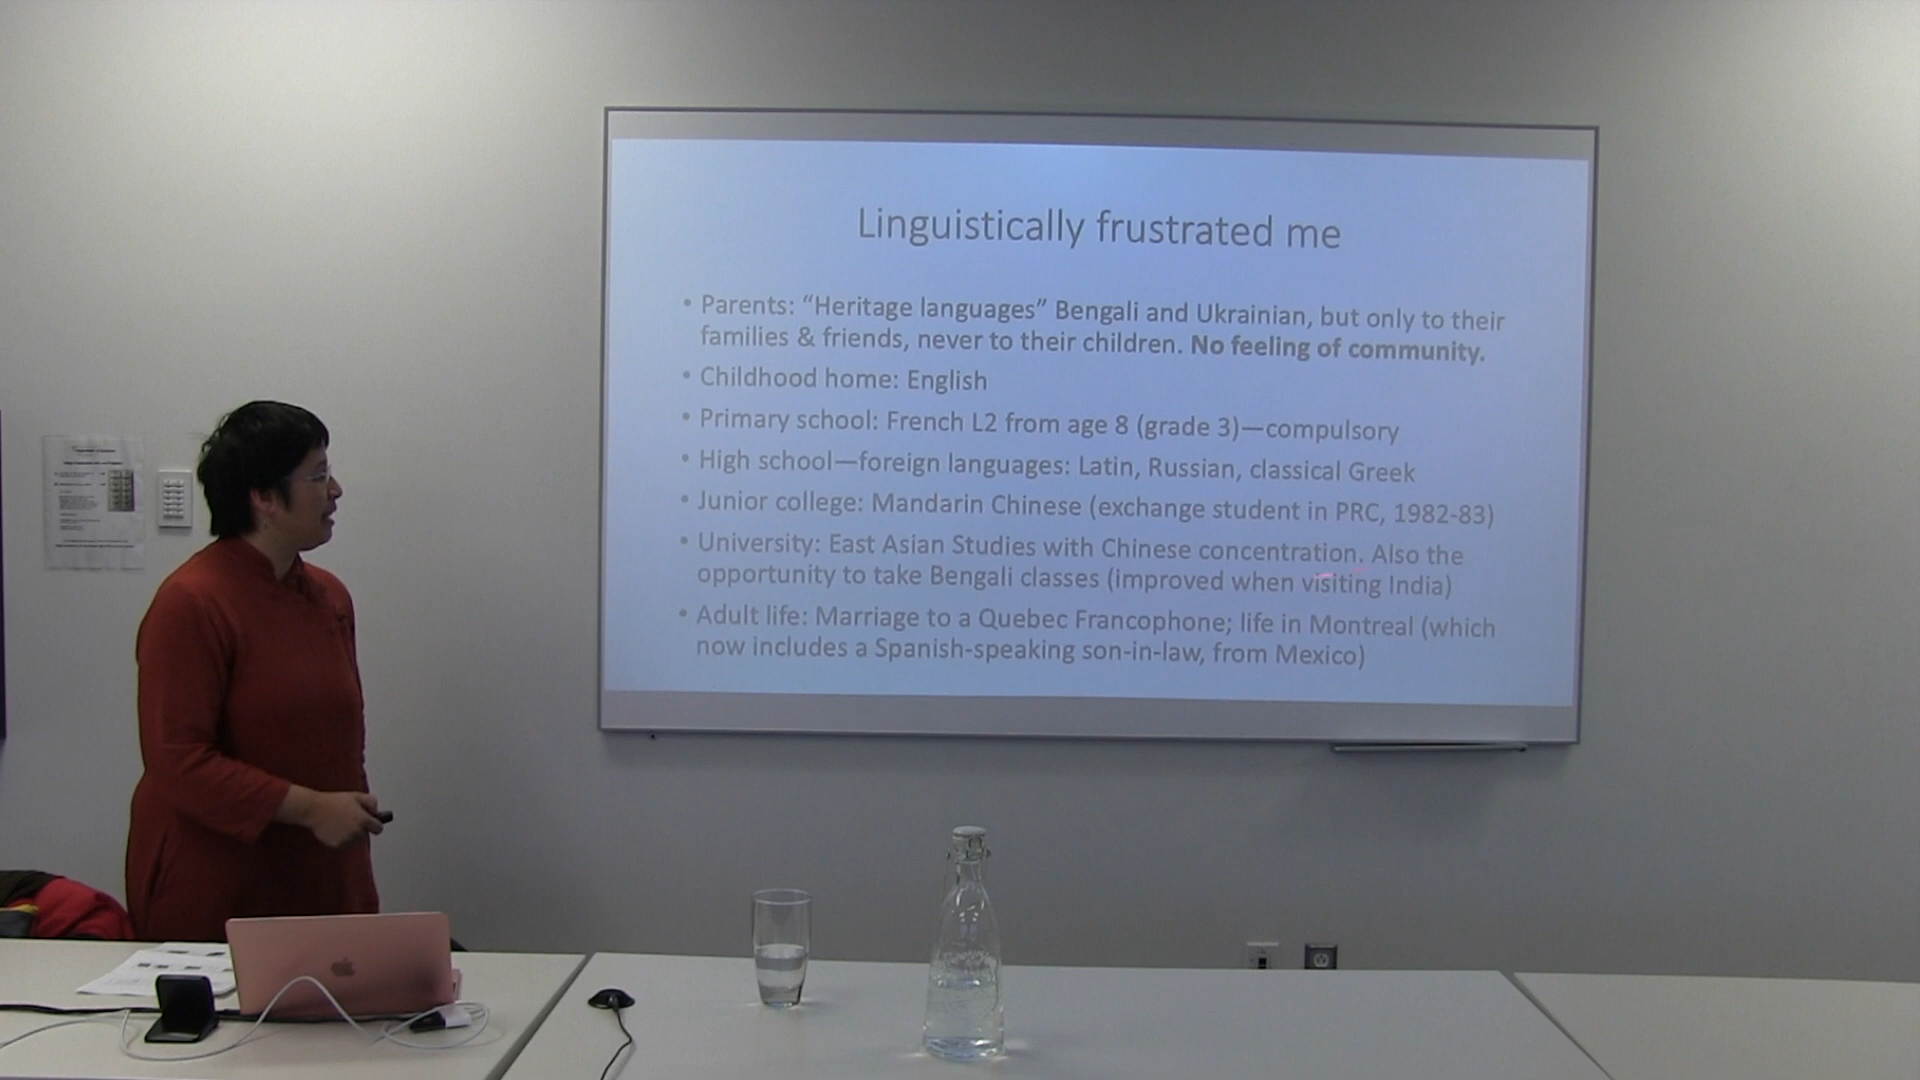 Linguistically frustrated me
• Parents: “Heritage languages” Bengali and Ukrainian, but only to their
families & friends, never to their children. No feeling of community.
• Childhood home: English
• Primary school: French L2 from age 8 (grade 3)—compulsory
• High school—foreign languages: Latin, Russian, classical Greek
• Junior college: Mandarin Chinese (exchange student in PRC, 1982-83)
• University: East Asian Studies with Chinese concentration. Also the
opportunity to take Bengali classes (improved when visiting India)
• Adult life: Marriage to a Quebec Francophone; life in Montreal (which
now includes a Spanish-speaking son-in-law, from Mexico)